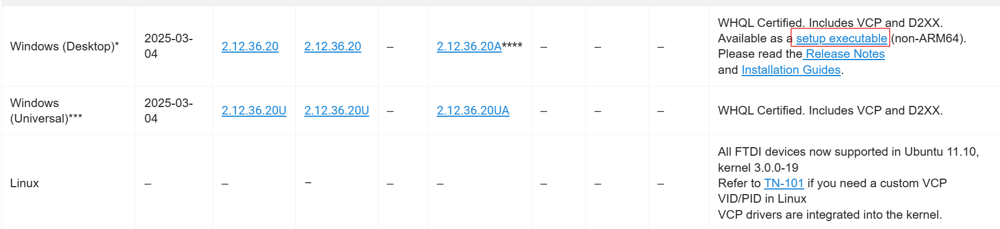 Windows (Desktop)*
2025-03-
04
2.12.36.20
2.12.36.20
–
2.12.36.20A****
–
–
–
WHQL Certified. Includes VCP and D2XX.
Available as a setup executable (non-ARM64).
Please read the Release Notes
and Installation Guides.
Windows
(Universal)***
2025-03-
04
2.12.36.20U
2.12.36.20U
–
2.12.36.20UA
–
–
–
WHQL Certified. Includes VCP and D2XX.
Linux
–
–
–
–
–
–
–
–
All FTDI devices now supported in Ubuntu 11.10,
kernel 3.0.0-19
Refer to TN-101 if you need a custom VCP
VID/PID in Linux
VCP drivers are integrated into the kernel.